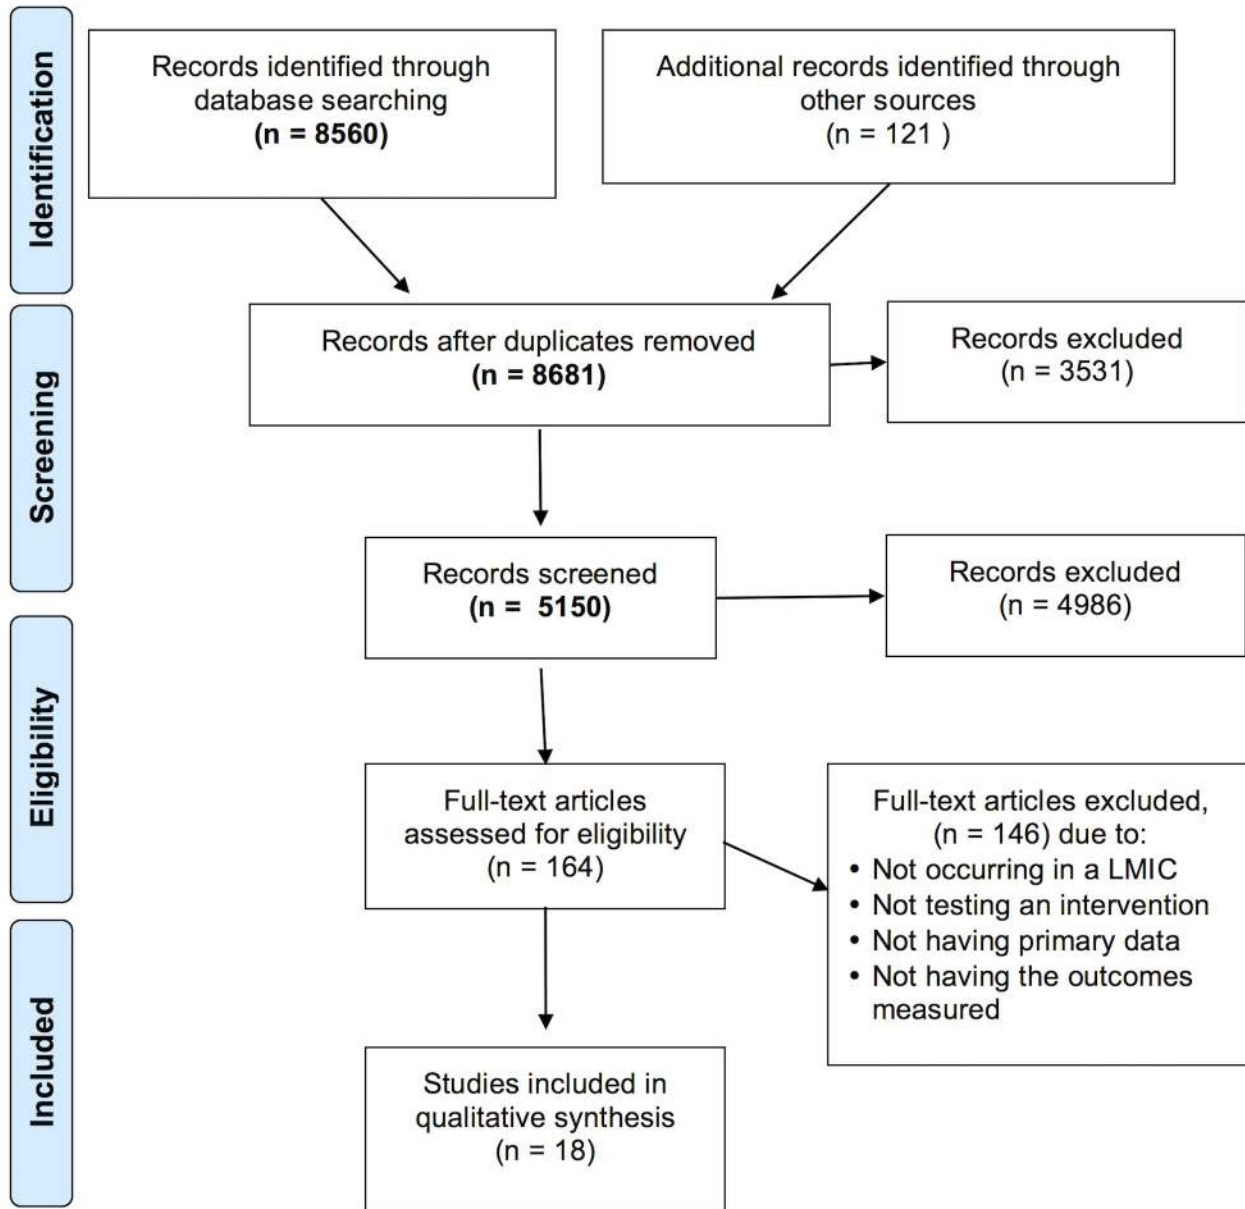 Identification
Records identified through
database searching
(n = 8560)
Additional records identified through
other sources
(n = 121 )
Screening
Records after duplicates removed
(n = 8681)
Records excluded
(n = 3531)
Records screened
(n =  5150)
Records excluded
(n = 4986)
Eligibility
Full-text articles
assessed for eligibility
(n = 164)
Full-text articles excluded,
(n = 146) due to:
• Not occurring in a LMIC
• Not testing an intervention
• Not having primary data
• Not having the outcomes
measured
Included
Studies included in
qualitative synthesis
(n = 18)